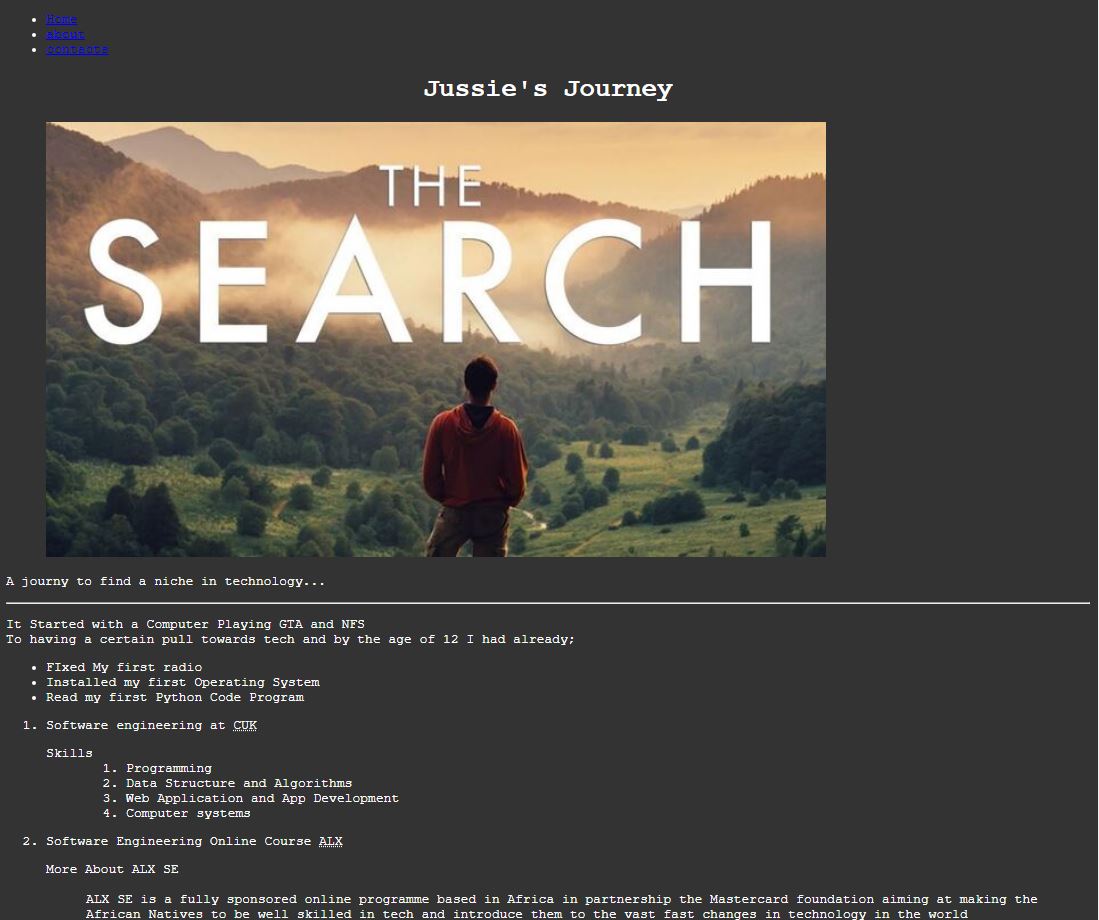 Home
about
contacts
Jussie's Journey
THE
SEARCH
A journy to find a niche in technology...
It Started with a Computer Playing GTA and NFS
To having a certain pull towards tech and by the age of 12 I had already;
FIxed My first radio
Installed my first Operating System
Read my first Python Code Program
1. Software engineering at CUK
Skills
1. Programming
2. Data Structure and Algorithms
3. Web Application and App Development
4. Computer systems
2. Software Engineering Online Course ALX
More About ALX SE
ALX SE is a fully sponsored online programme based in Africa in partnership the Mastercard foundation aiming at making the
African Natives to be well skilled in tech and introduce them to the vast fast changes in technology in the world